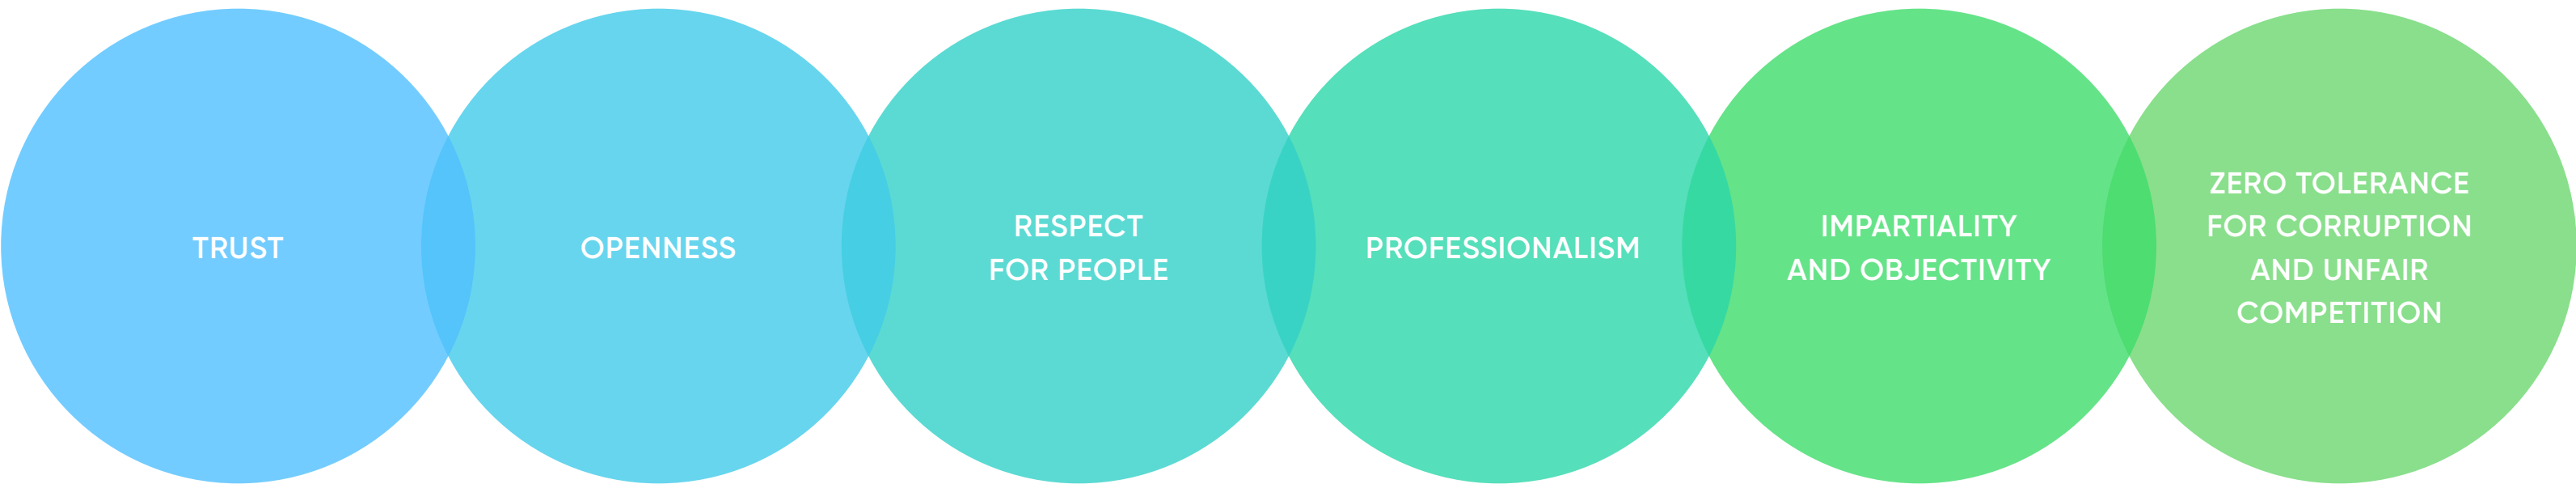 TRUST
OPENNESS
RESPECT
FOR PEOPLE
PROFESSIONALISM
IMPARTIALITY
AND OBJECTIVITY
ZERO TOLERANCE
FOR CORRUPTION
AND UNFAIR
COMPETITION